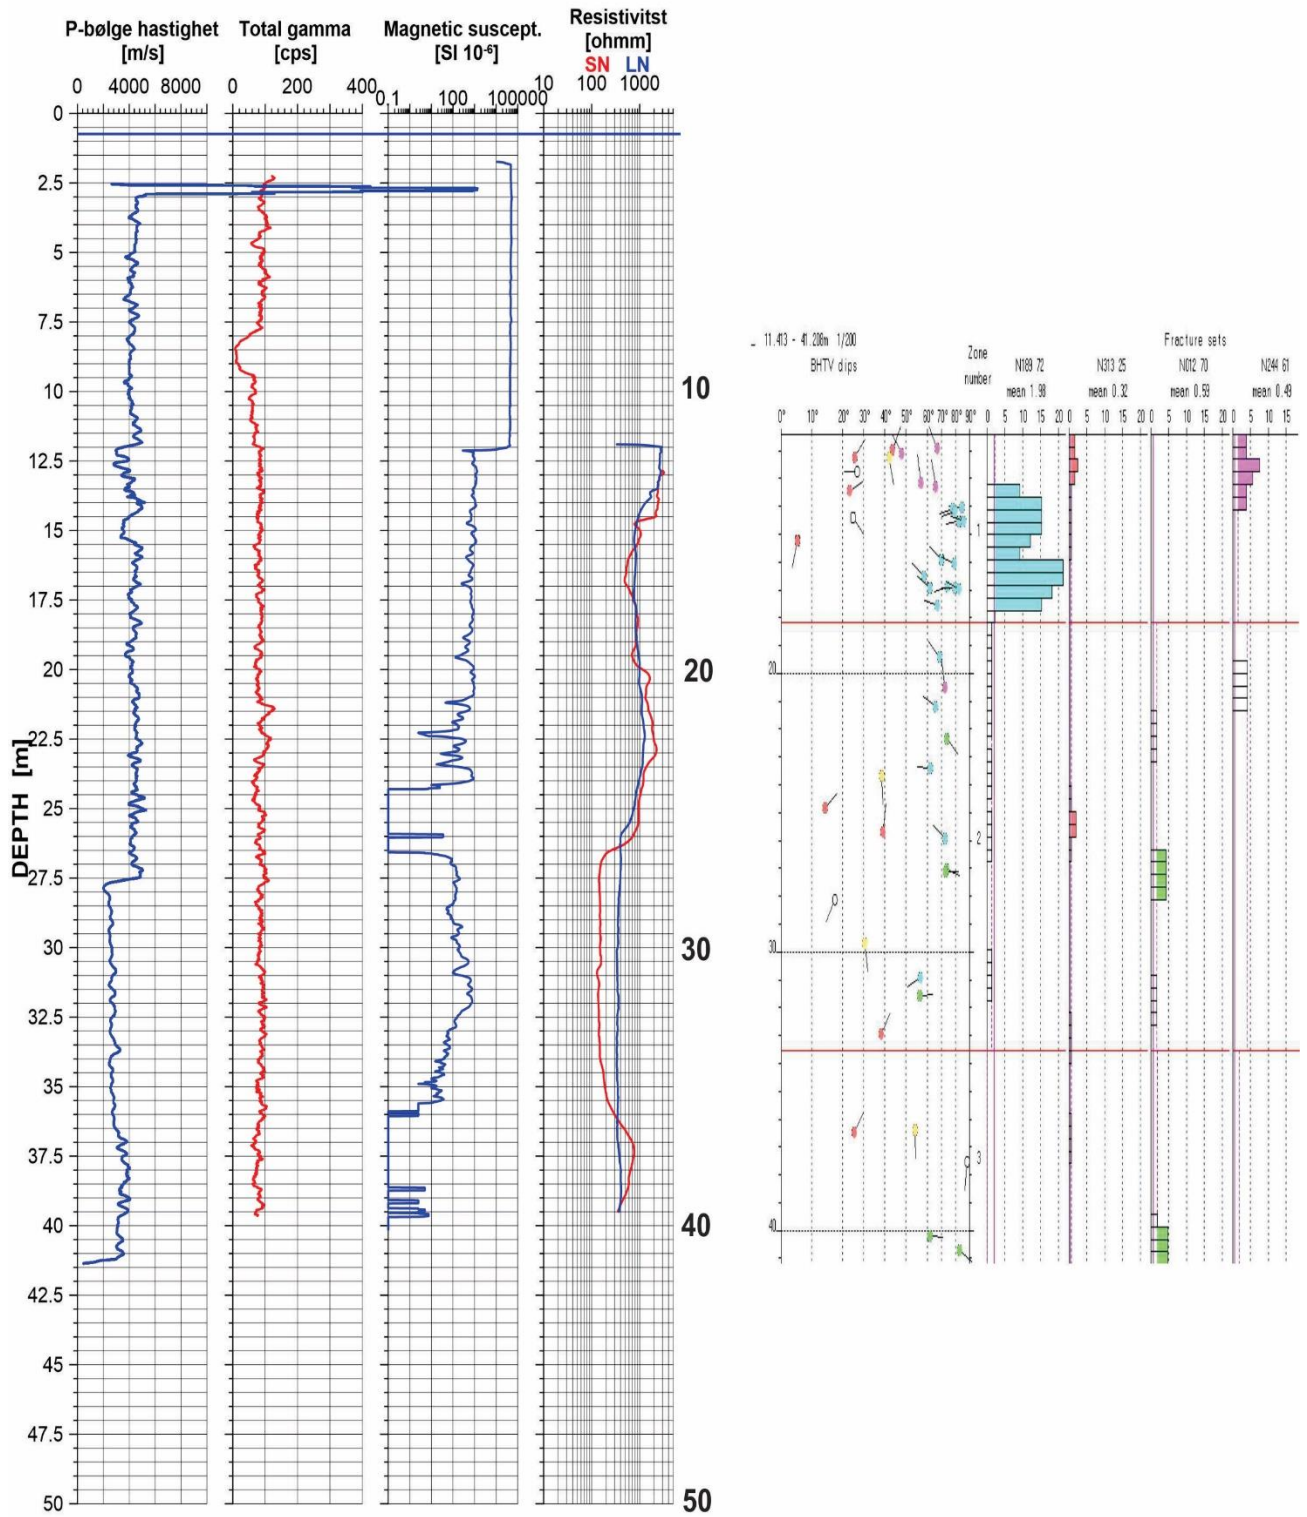 P-bølge hastighet
[m/s]
Total gamma
[cps]
Magnetic suscept.
[SI 10⁻⁶]
Resistivitst
[ohmm]
SN LN
0 4000 8000
0 200 400
0.1 100 100000
10 100 1000
DEPTH [m]
0
2.5
5
7.5
10
12.5
15
17.5
20
22.5
25
27.5
30
32.5
35
37.5
40
42.5
45
47.5
50
10
20
30
40
50
_ 11.413 - 41.208m 1/200
BHTV dips
Zone
number
Fracture sets
N189 72
mean 1.98
N313 25
mean 0.32
N012 70
mean 0.59
N244 61
mean 0.49
0° 10° 20° 30° 40° 50° 60° 70° 80° 90°
0 5 10 15 20
0 5 10 15 20
0 5 10 15 20
0 5 10 15
1
20
2
30
3
40